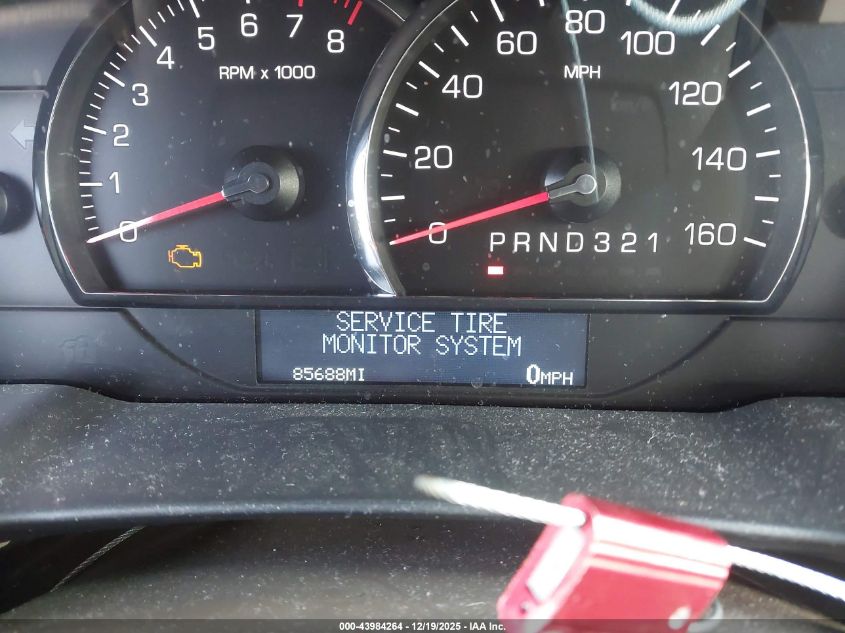 0 1 2 3 4 5 6 7 8
RPM x 1000
0 20 40 60 80 100 120 140 160
MPH
PRND321
SERVICE TIRE
MONITOR SYSTEM
85688MI
0MPH
000-43984264 - 12/19/2025 - IAA Inc.